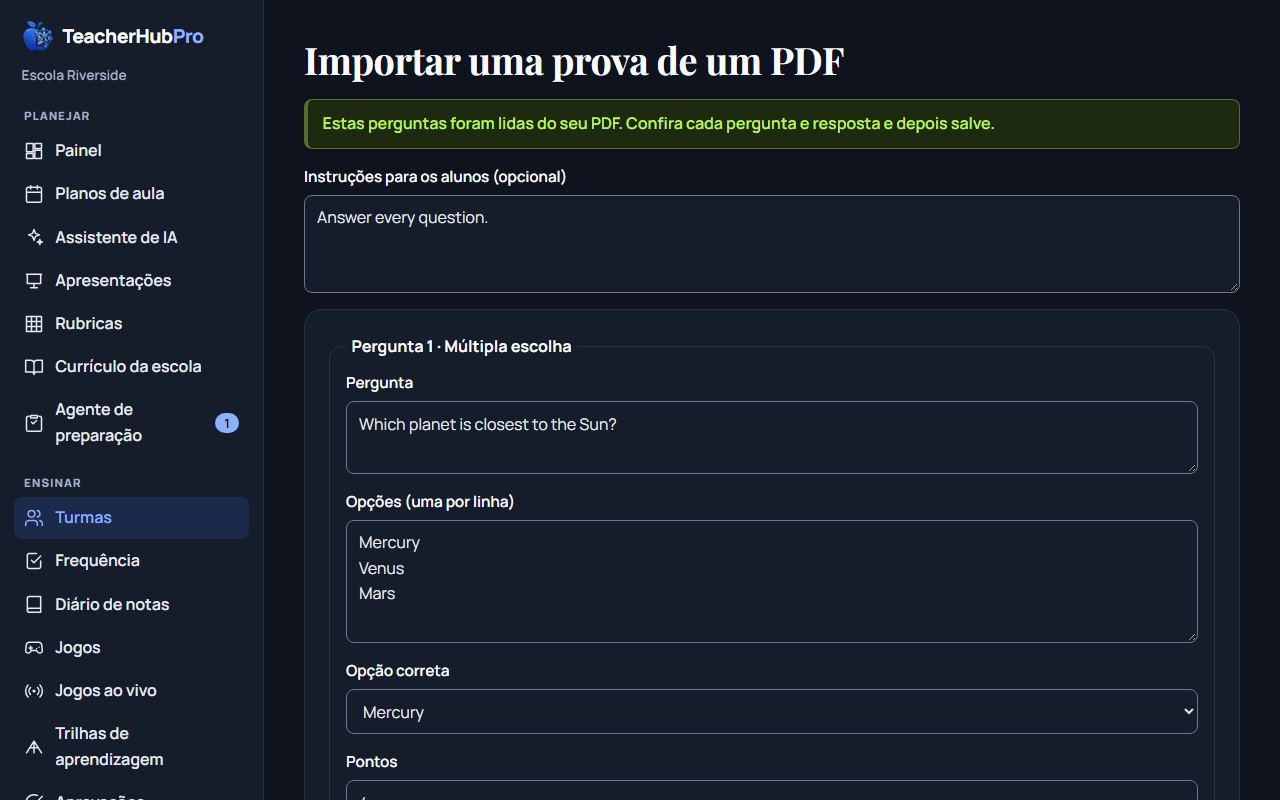 TeacherHubPro
Escola Riverside
PLANEJAR
Painel
Planos de aula
Assistente de IA
Apresentações
Rubricas
Currículo da escola
Agente de
preparação
1
ENSINAR
Turmas
Frequência
Diário de notas
Jogos
Jogos ao vivo
Trilhas de
aprendizagem
Importar uma prova de um PDF
Estas perguntas foram lidas do seu PDF. Confira cada pergunta e resposta e depois salve.
Instruções para os alunos (opcional)
Answer every question.
Pergunta 1 · Múltipla escolha
Pergunta
Which planet is closest to the Sun?
Opções (uma por linha)
Mercury
Venus
Mars
Opção correta
Mercury
Pontos